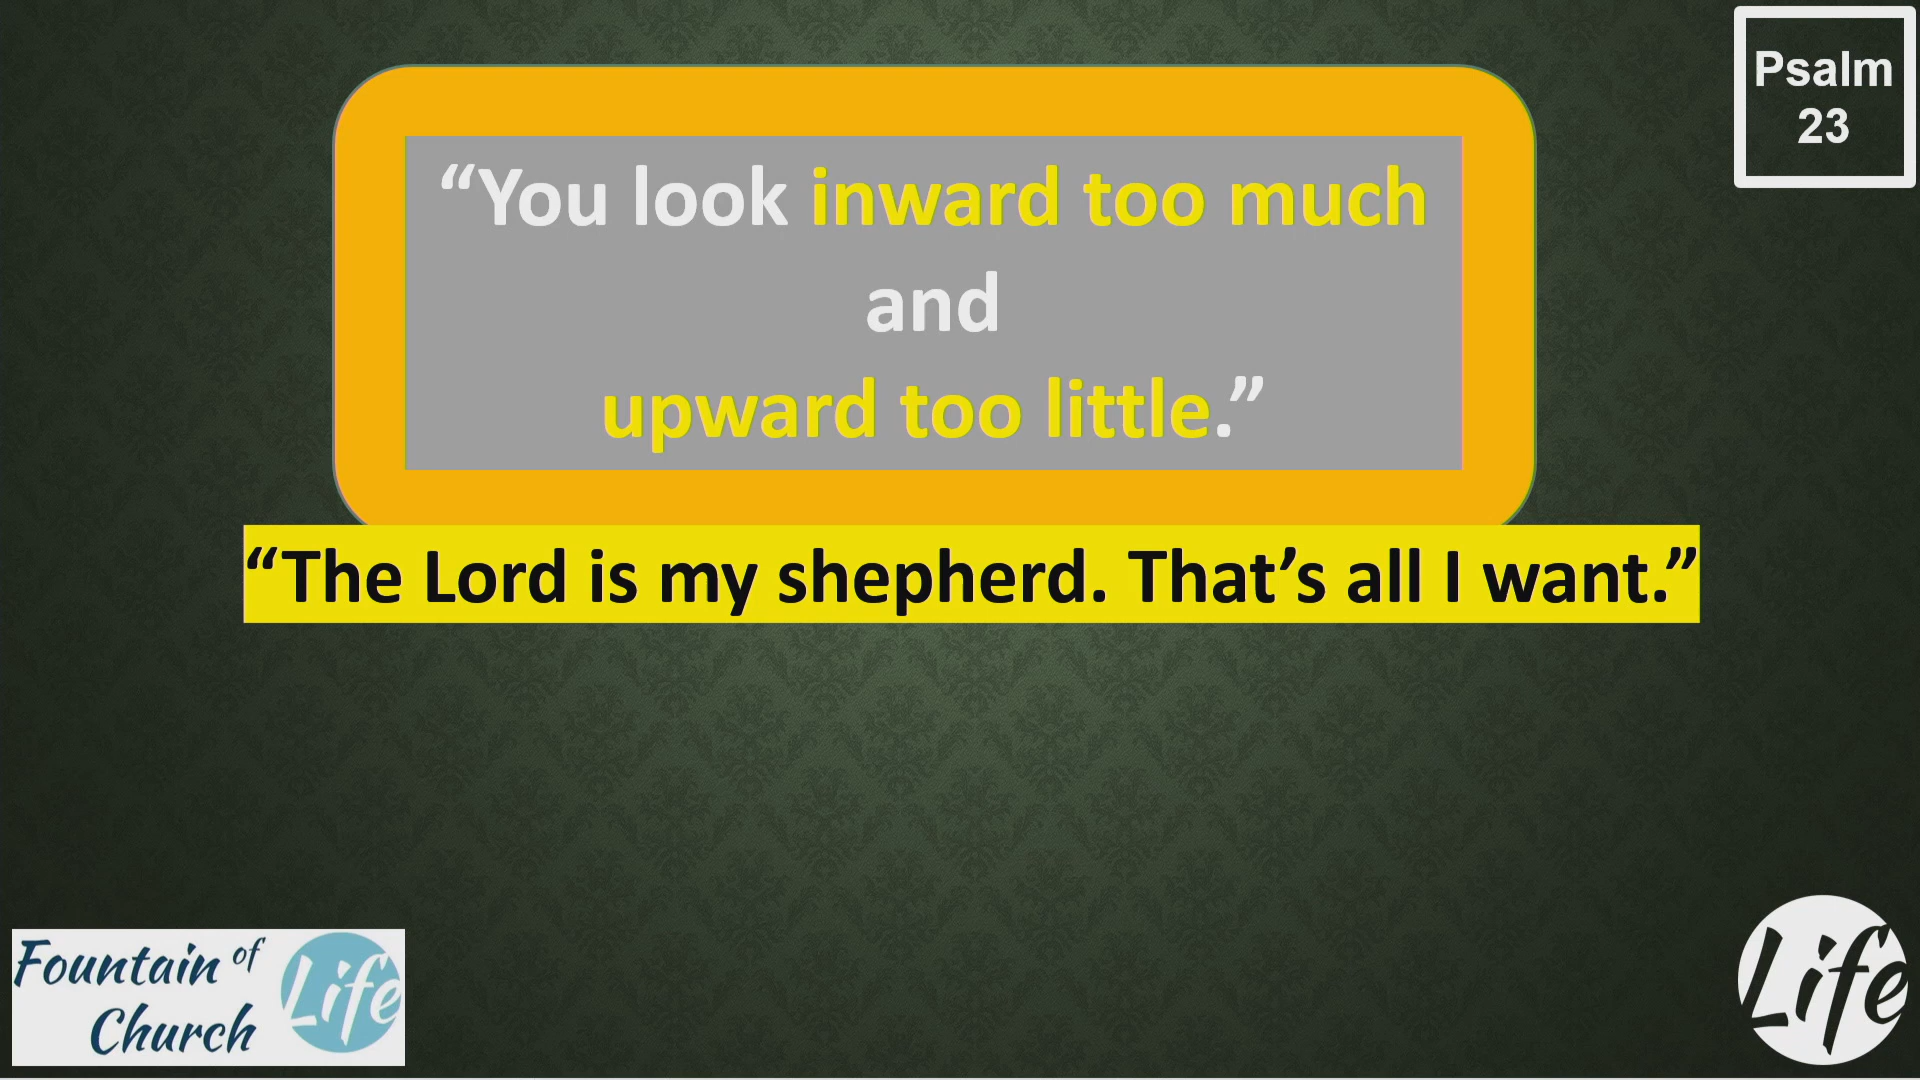 Psalm
23
“You look inward too much
and
upward too little.”
“The Lord is my shepherd. That’s all I want.”
Fountain of
Church
Life
Life